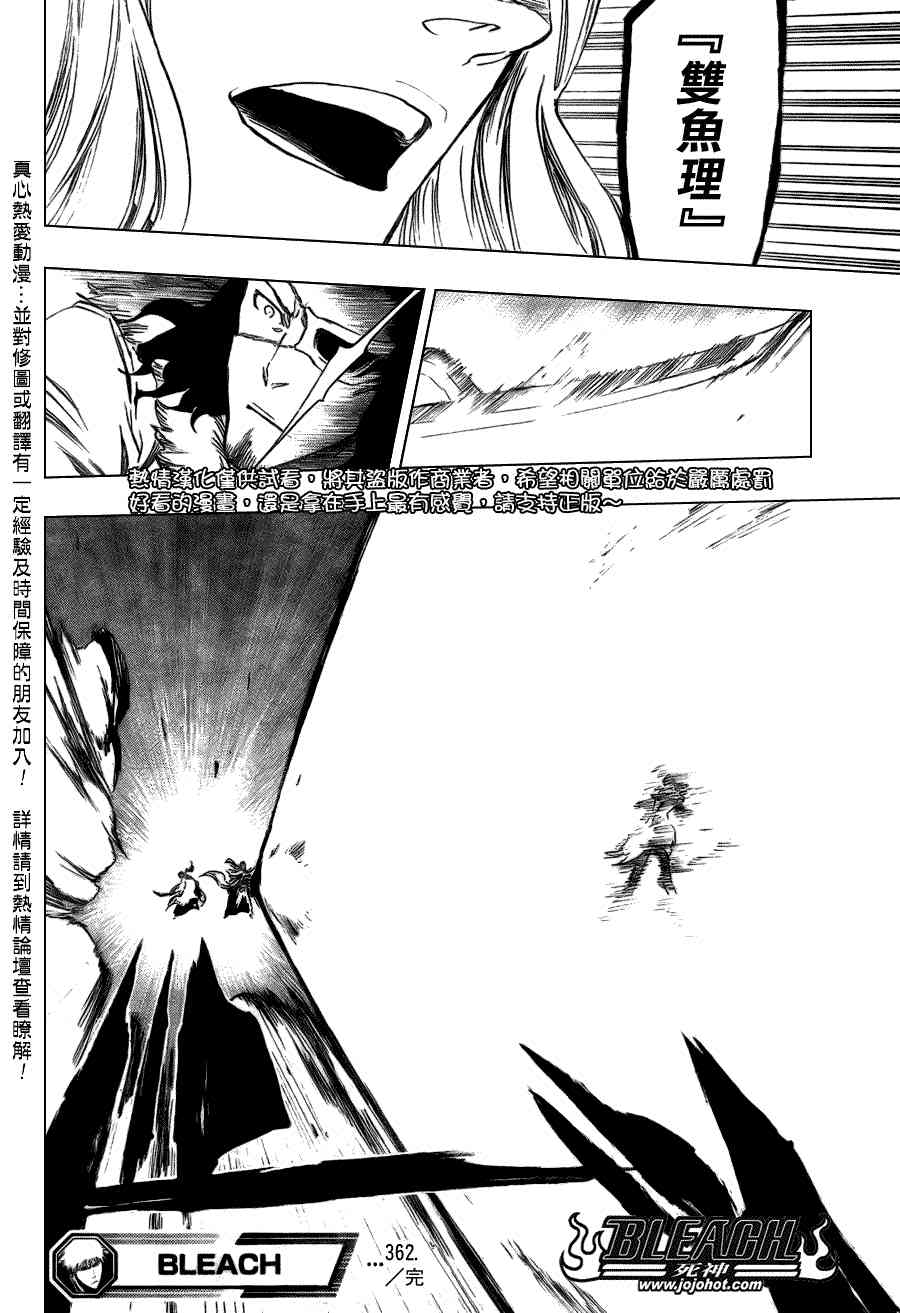 『雙魚理』
熱情漢化僅供試看，將其盜版作商業者，希望相關單位給於嚴厲處罰
好看的漫畫，還是拿在手上最有感覺，請支持正版～
真心熱愛動漫…並對修圖或翻譯有一定經驗及時間保障的朋友加入！ 詳情請到熱情論壇查看瞭解！
BLEACH
…362.
／完
BLEACH
死神
www.jojohot.com